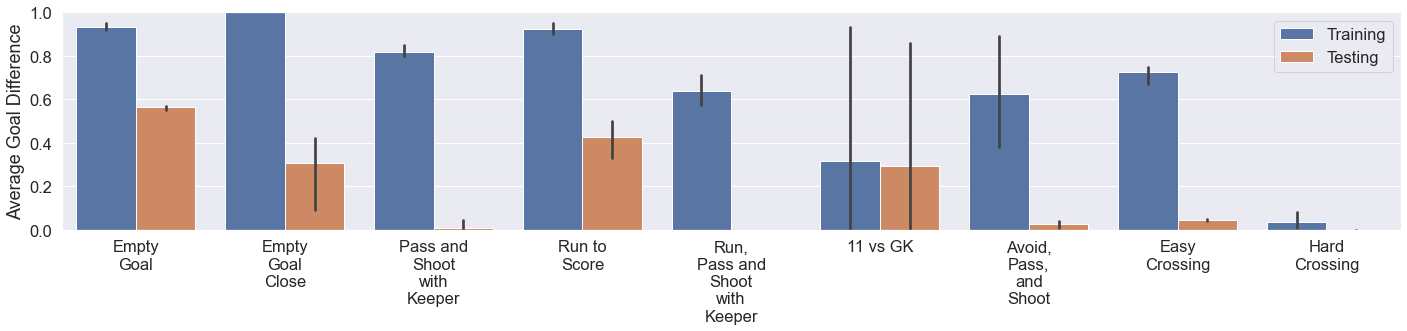 Average Goal Difference
1.0
0.8
0.6
0.4
0.2
0.0
Training
Testing
Empty
Goal
Empty
Goal
Close
Pass and
Shoot
with
Keeper
Run to
Score
Run,
Pass and
Shoot
with
Keeper
11 vs GK
Avoid,
Pass,
and
Shoot
Easy
Crossing
Hard
Crossing